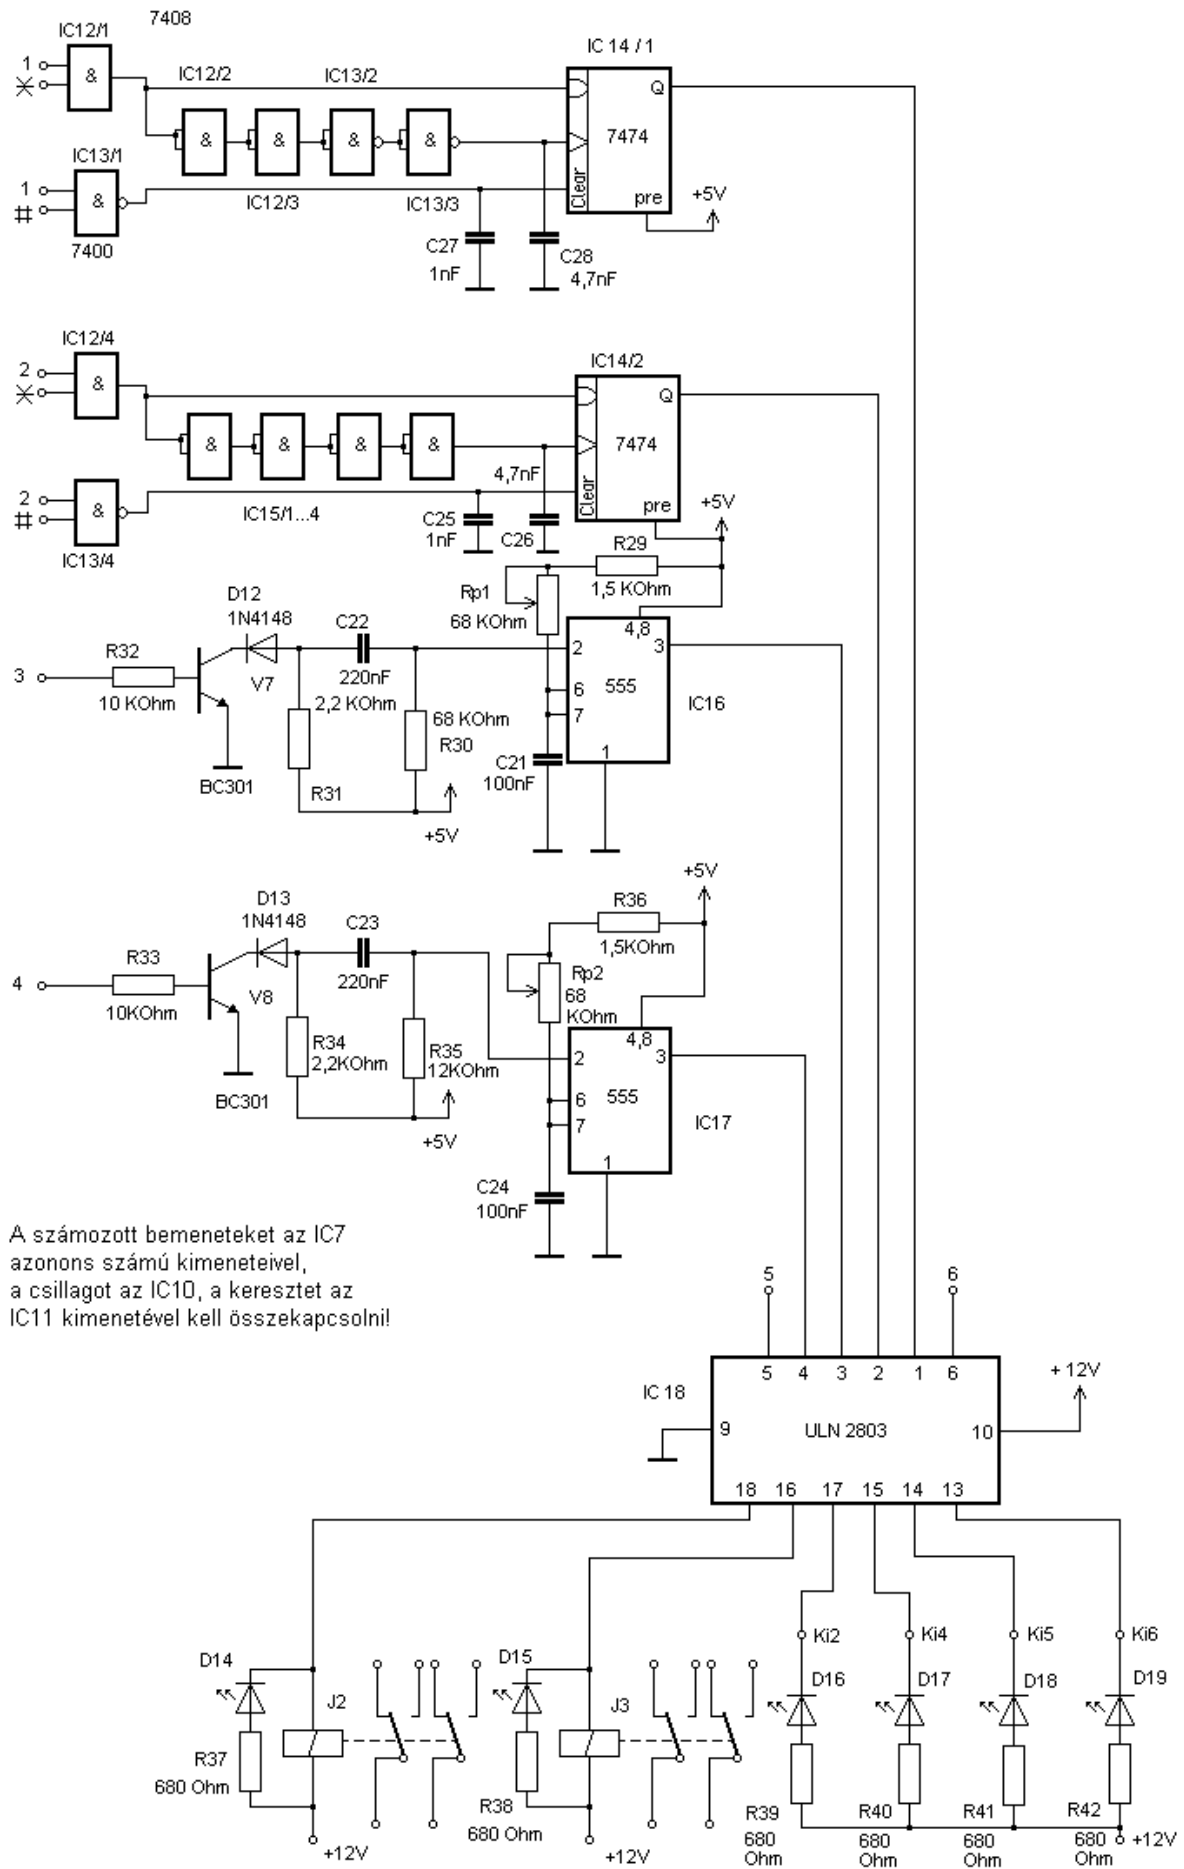 7408
IC12/1
1
&
IC12/2
IC13/2
IC 14 / 1
Q
7474
Clear
pre
+5V
& & & &
IC13/1
1
#
&
7400
IC12/3
IC13/3
C27
1nF
C28
4,7nF
IC12/4
2
&
IC14/2
Q
7474
Clear
pre
+5V
& & & &
4,7nF
2
#
&
IC13/4
IC15/1...4
C25
1nF
C26
R29
1,5 KOhm
Rp1
68 KOhm
D12
1N4148
C22
220nF
R32
3
10 KOhm
V7
BC301
2,2 KOhm
R31
68 KOhm
R30
+5V
4,8
2
3
555
6
7
1
IC16
C21
100nF
+5V
R36
1,5KOhm
D13
1N4148
C23
220nF
R33
4
10KOhm
V8
BC301
R34
2,2KOhm
R35
12KOhm
+5V
Rp2
68
KOhm
4,8
2
3
555
6
7
1
IC17
C24
100nF
A számozott bemeneteket az IC7
azonons számú kimeneteivel,
a csillagot az IC10, a keresztet az
IC11 kimenetével kell összekapcsolni!
5
6
5 4 3 2 1 6
IC 18
9
ULN 2803
10
+ 12V
18 16 17 15 14 13
Ki2
Ki4
Ki5
Ki6
D14
J2
D15
J3
D16
D17
D18
D19
R37
680 Ohm
R38
680 Ohm
R39
680
Ohm
R40
680
Ohm
R41
680
Ohm
R42
680
Ohm
+12V
+12V
+12V